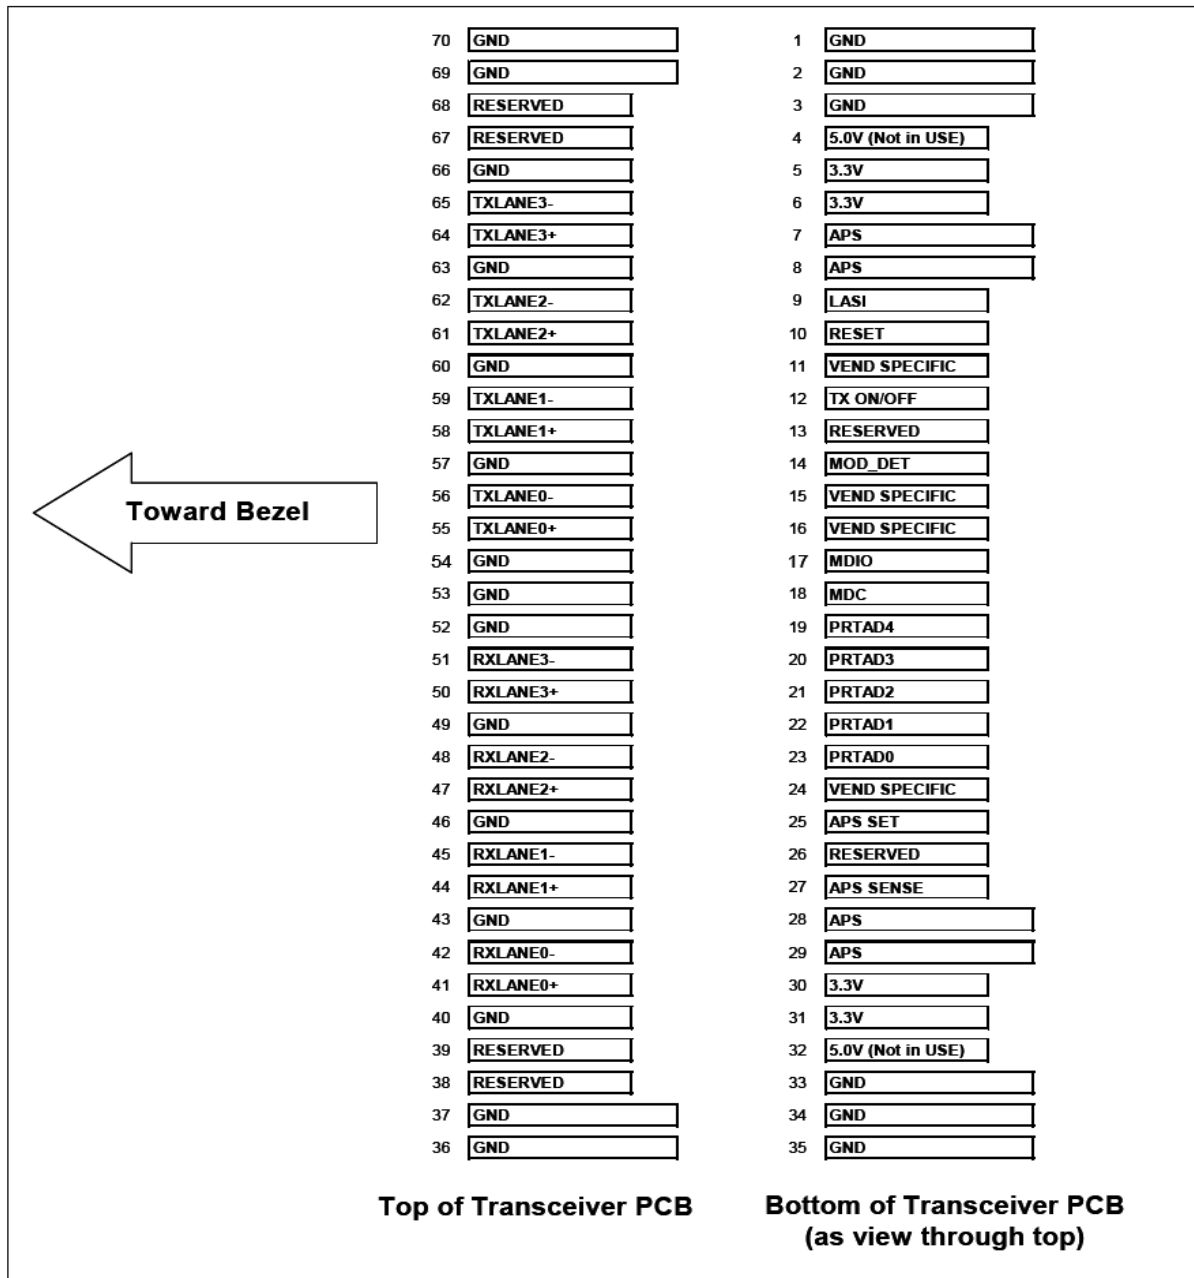 70 GND 1 GND
69 GND 2 GND
68 RESERVED 3 GND
67 RESERVED 4 5.0V (Not in USE)
66 GND 5 3.3V
65 TXLANE3- 6 3.3V
64 TXLANE3+ 7 APS
63 GND 8 APS
62 TXLANE2- 9 LASI
61 TXLANE2+ 10 RESET
60 GND 11 VEND SPECIFIC
59 TXLANE1- 12 TX ON/OFF
58 TXLANE1+ 13 RESERVED
57 GND 14 MOD_DET
56 TXLANE0- 15 VEND SPECIFIC
Toward Bezel
55 TXLANE0+ 16 VEND SPECIFIC
54 GND 17 MDIO
53 GND 18 MDC
52 GND 19 PRTAD4
51 RXLANE3- 20 PRTAD3
50 RXLANE3+ 21 PRTAD2
49 GND 22 PRTAD1
48 RXLANE2- 23 PRTAD0
47 RXLANE2+ 24 VEND SPECIFIC
46 GND 25 APS SET
45 RXLANE1- 26 RESERVED
44 RXLANE1+ 27 APS SENSE
43 GND 28 APS
42 RXLANE0- 29 APS
41 RXLANE0+ 30 3.3V
40 GND 31 3.3V
39 RESERVED 32 5.0V (Not in USE)
38 RESERVED 33 GND
37 GND 34 GND
36 GND 35 GND
Top of Transceiver PCB Bottom of Transceiver PCB
(as view through top)